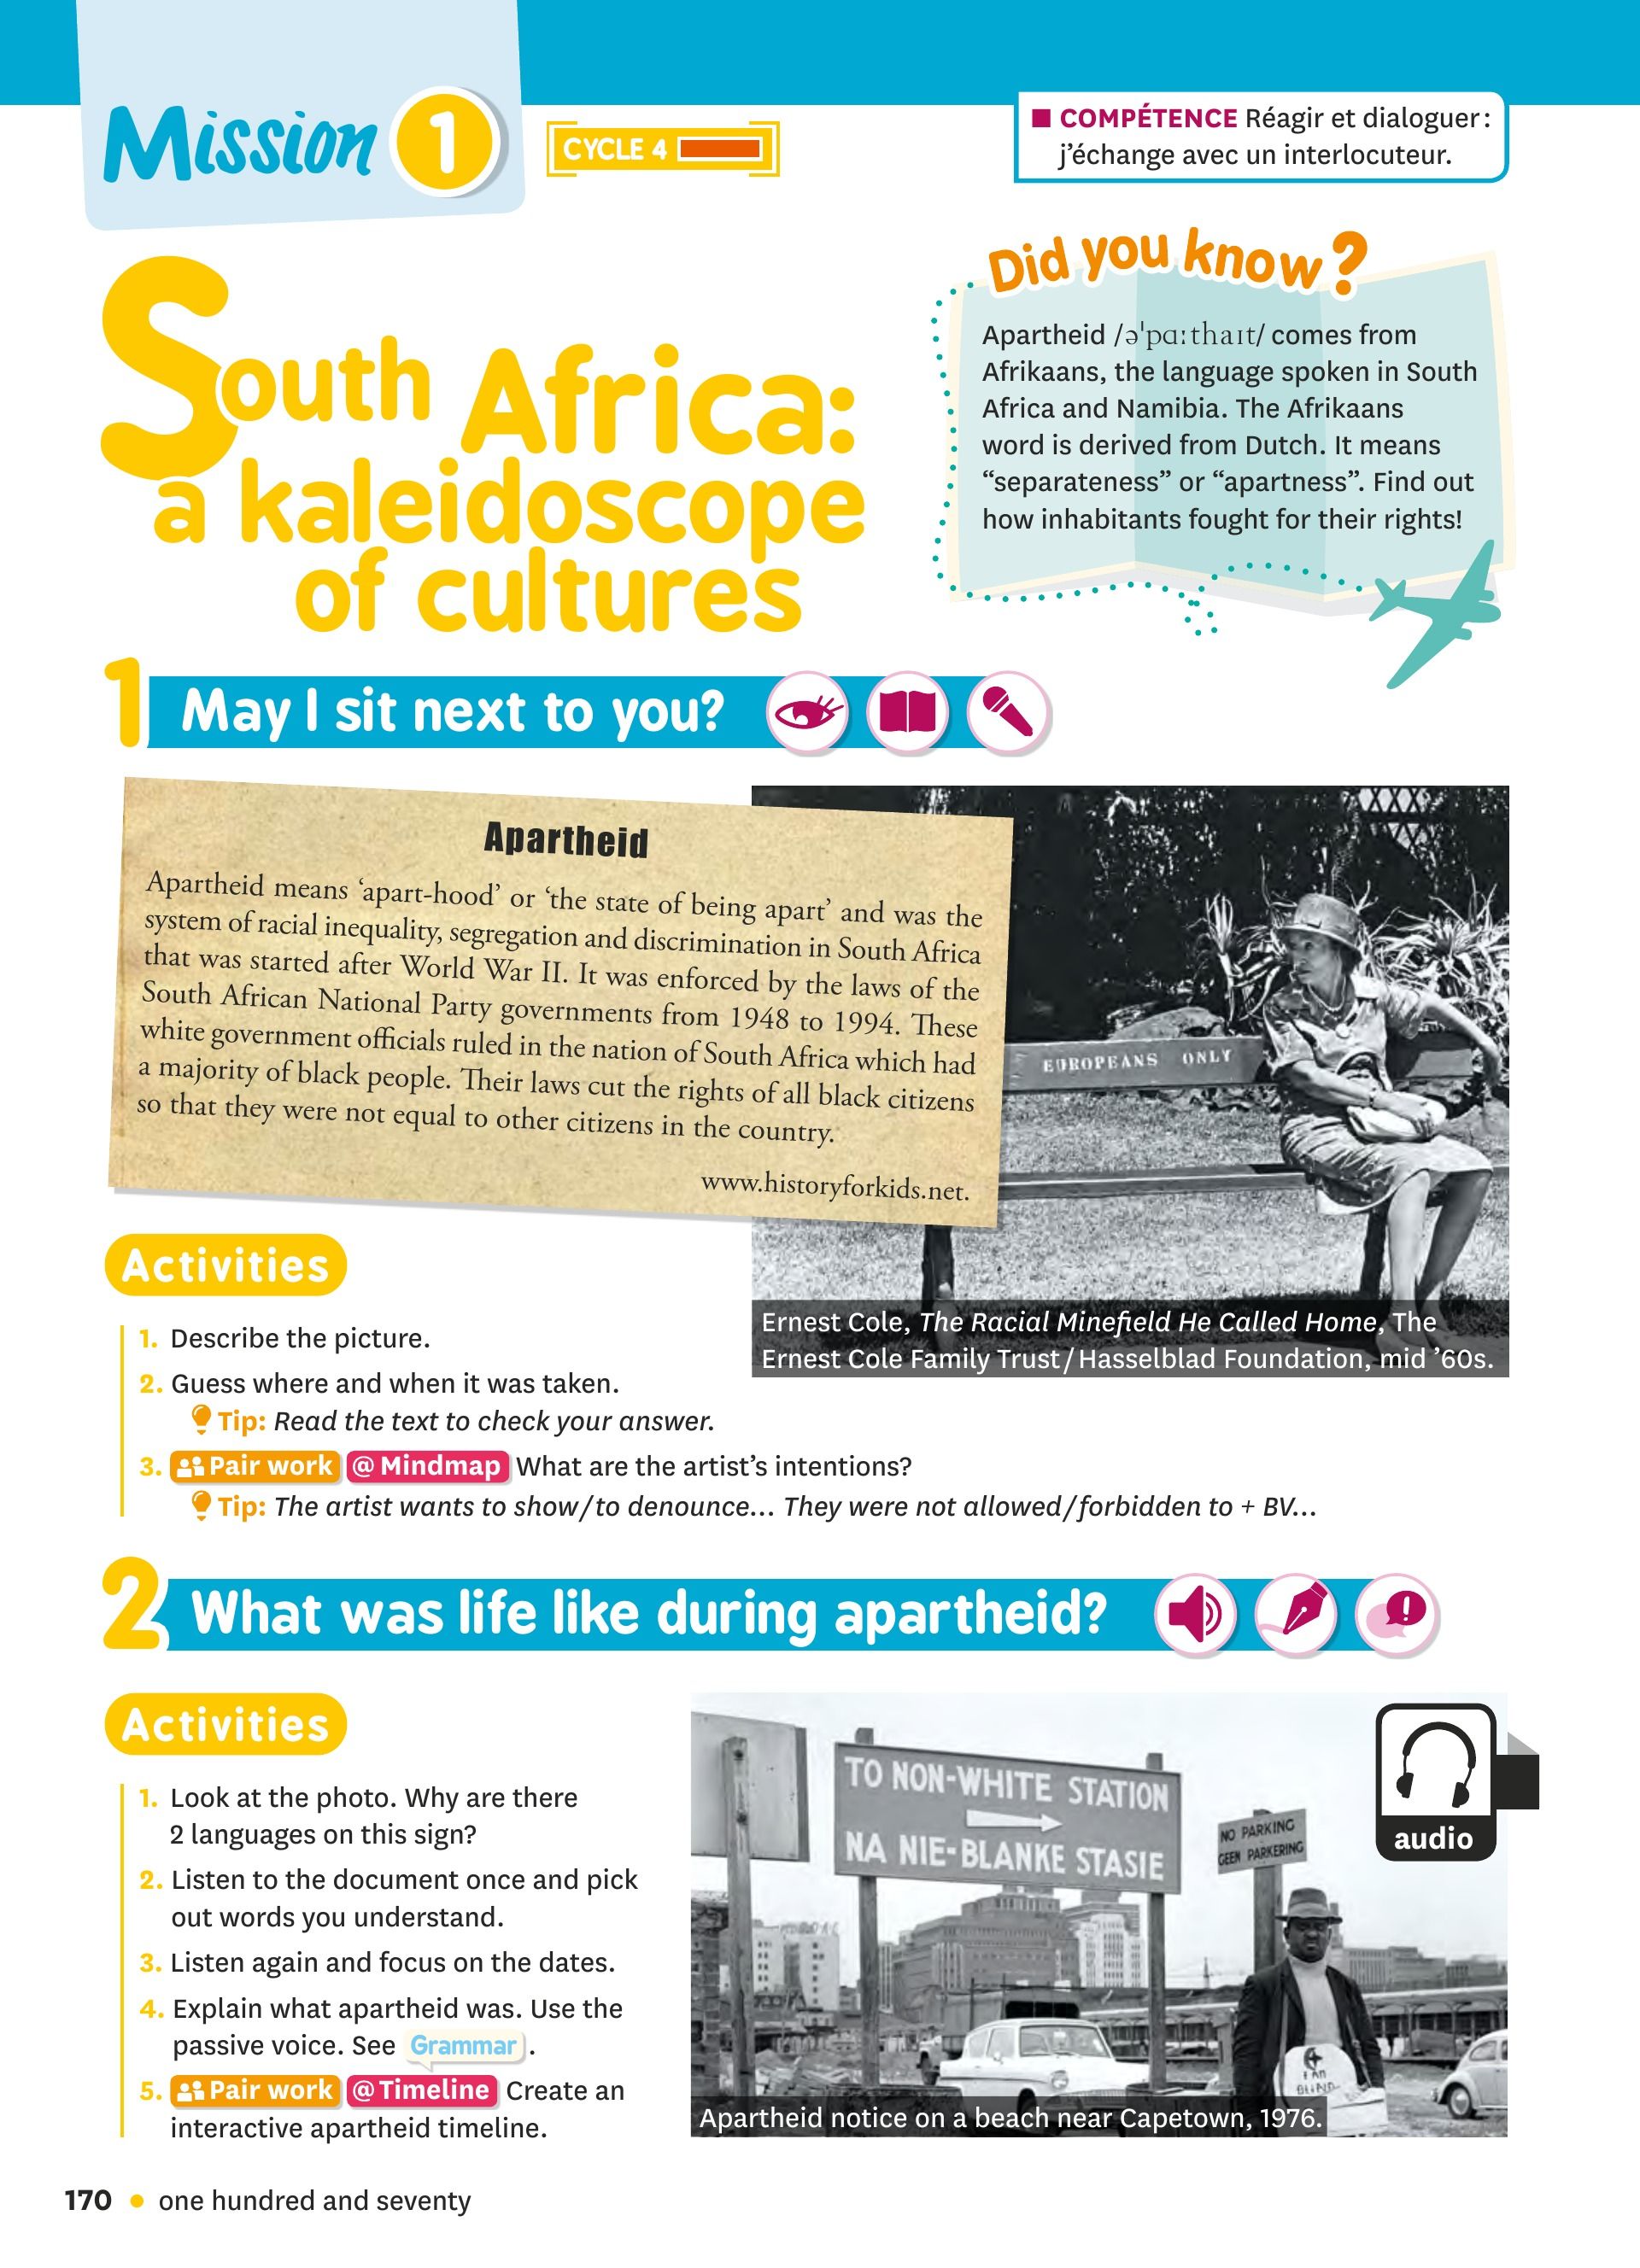 Mission 1
CYCLE 4
■ COMPÉTENCE Réagir et dialoguer :
j’échange avec un interlocuteur.
South Africa:
a kaleidoscope
of cultures
Did you know?
Apartheid /əˈpɑːthaɪt/ comes from
Afrikaans, the language spoken in South
Africa and Namibia. The Afrikaans
word is derived from Dutch. It means
“separateness” or “apartness”. Find out
how inhabitants fought for their rights!
1 May I sit next to you?
Apartheid
Apartheid means ‘apart-hood’ or ‘the state of being apart’ and was the
system of racial inequality, segregation and discrimination in South Africa
that was started after World War II. It was enforced by the laws of the
South African National Party governments from 1948 to 1994. These
white government officials ruled in the nation of South Africa which had
a majority of black people. Their laws cut the rights of all black citizens
so that they were not equal to other citizens in the country.
www.historyforkids.net.
EUROPEANS ONLY
Ernest Cole, The Racial Minefield He Called Home, The
Ernest Cole Family Trust/Hasselblad Foundation, mid ’60s.
Activities
1. Describe the picture.
2. Guess where and when it was taken.
Tip: Read the text to check your answer.
3. Pair work @Mindmap What are the artist’s intentions?
Tip: The artist wants to show/to denounce... They were not allowed/forbidden to + BV...
2 What was life like during apartheid?
Activities
1. Look at the photo. Why are there
2 languages on this sign?
2. Listen to the document once and pick
out words you understand.
3. Listen again and focus on the dates.
4. Explain what apartheid was. Use the
passive voice. See Grammar.
5. Pair work @Timeline Create an
interactive apartheid timeline.
TO NON-WHITE STATION
NA NIE-BLANKE STASIE
NO PARKING
GEEN PARKERING
I AM
BLIND
audio
Apartheid notice on a beach near Capetown, 1976.
170 • one hundred and seventy